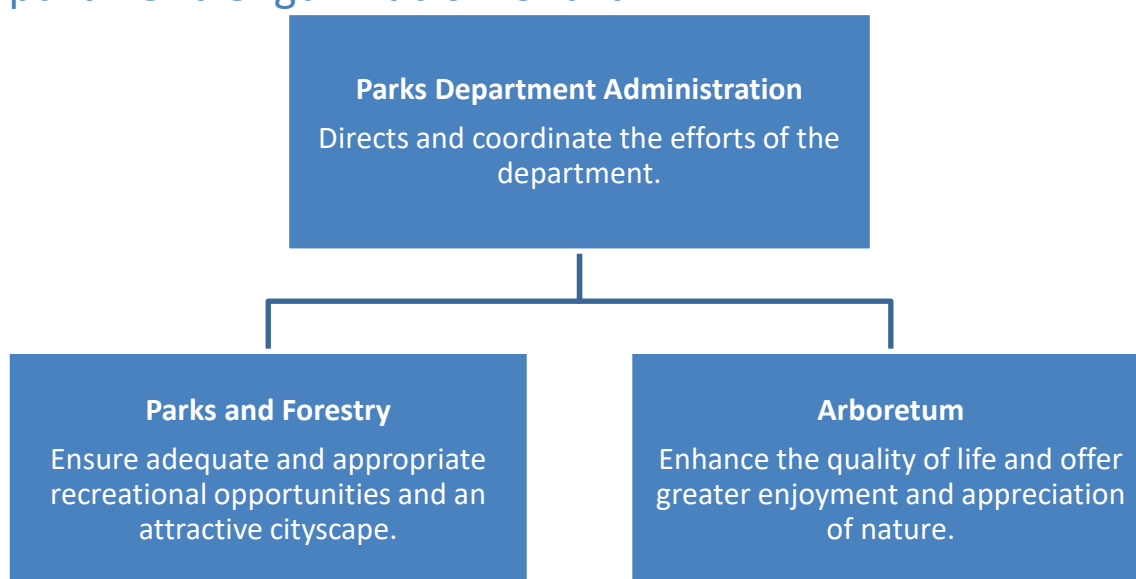 Parks Department Administration
Directs and coordinate the efforts of the
department.
Parks and Forestry
Ensure adequate and appropriate
recreational opportunities and an
attractive cityscape.
Arboretum
Enhance the quality of life and offer
greater enjoyment and appreciation
of nature.